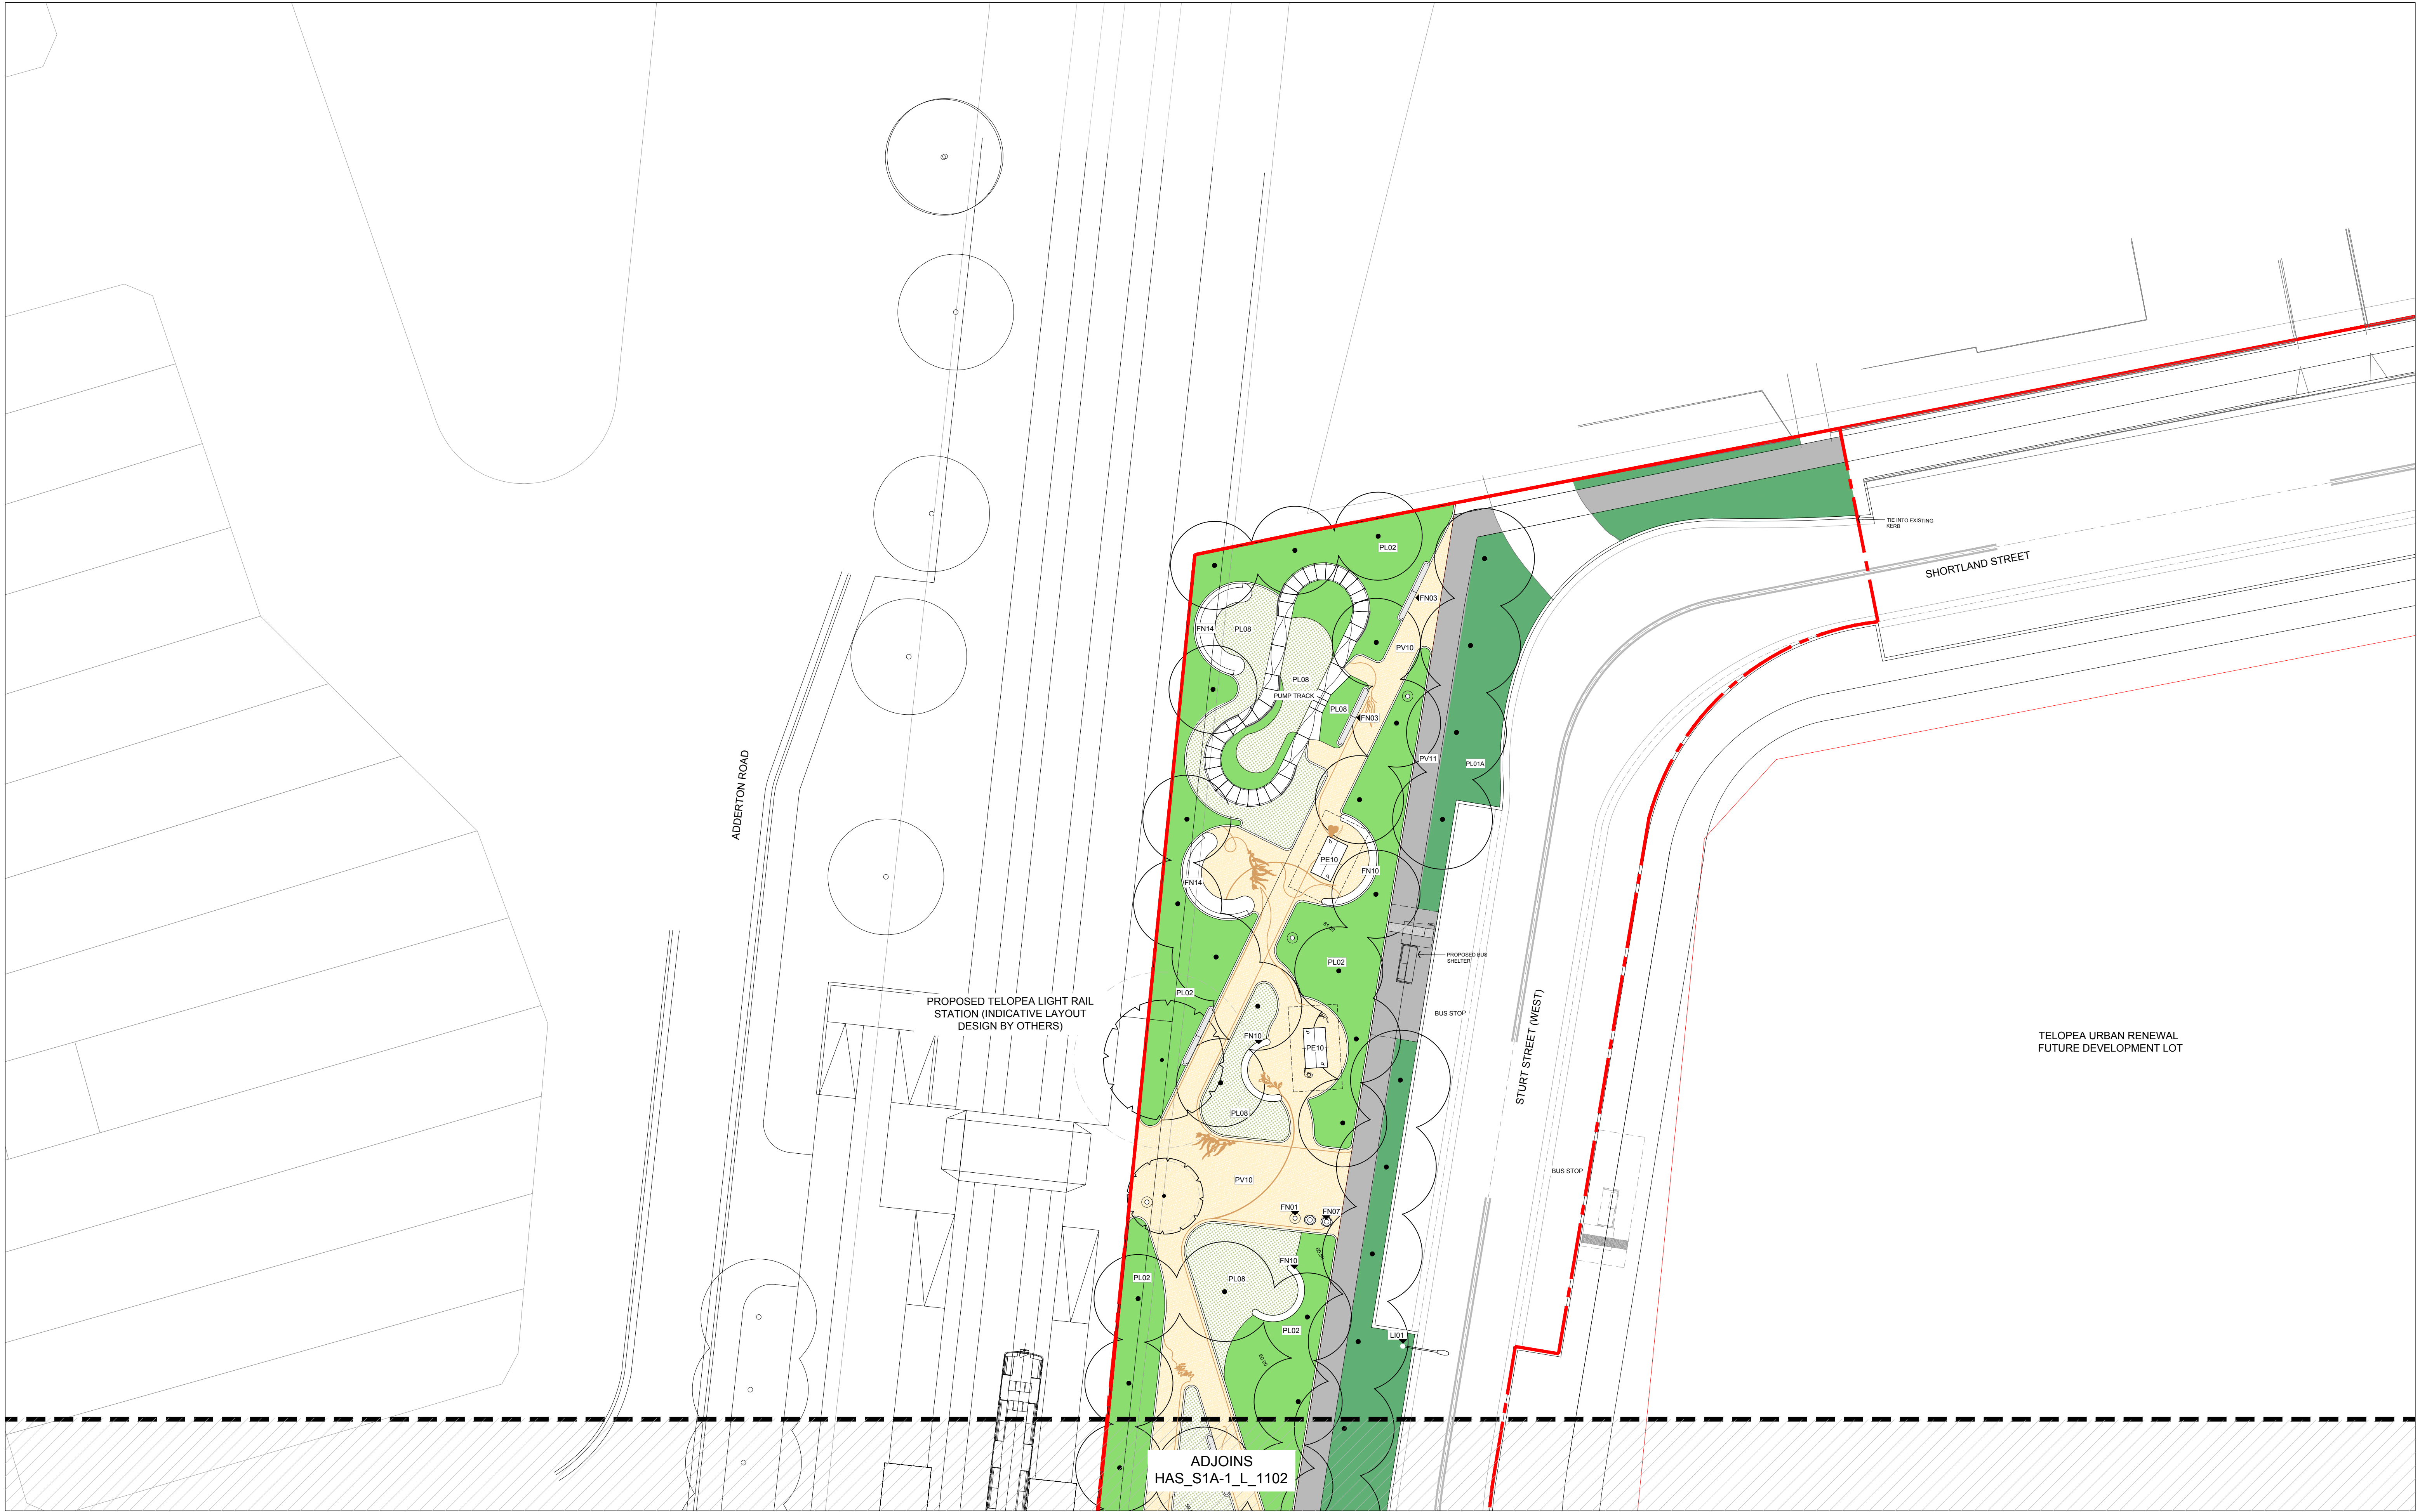 TIE INTO EXISTING
KERB
PL02
SHORTLAND STREET
FN03
FN14
PL08
PV10
PL08
PUMP TRACK
PL08
FN03
PV11
PL01A
ADDERTON ROAD
PE10
FN10
FN14
PROPOSED BUS
SHELTER
PL02
PL02
PROPOSED TELOPEA LIGHT RAIL
STATION (INDICATIVE LAYOUT
DESIGN BY OTHERS)
BUS STOP
FN10
PE10
STURT STREET (WEST)
TELOPEA URBAN RENEWAL
FUTURE DEVELOPMENT LOT
PL08
BUS STOP
PV10
FN01
FN07
FN10
PL02
PL08
PL02
LI01
60.00
ADJOINS
HAS_S1A-1_L_1102